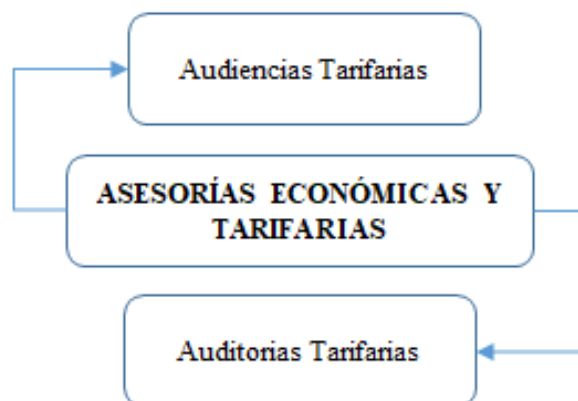 Audiencias Tarifarias
ASESORÍAS ECONÓMICAS Y
TARIFARIAS
Auditorias Tarifarias